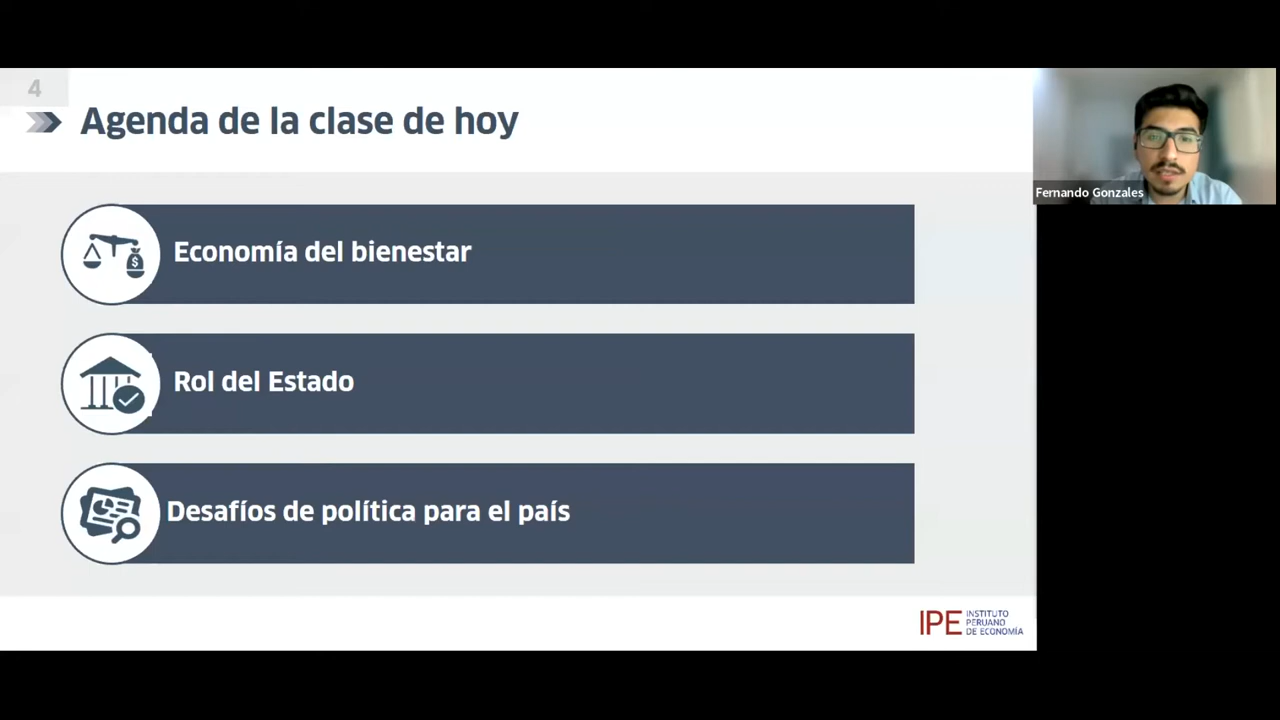 4
Agenda de la clase de hoy
Fernando Gonzales
Economía del bienestar
$
Rol del Estado
Desafíos de política para el país
IPE INSTITUTO
PERUANO
DE ECONOMÍA